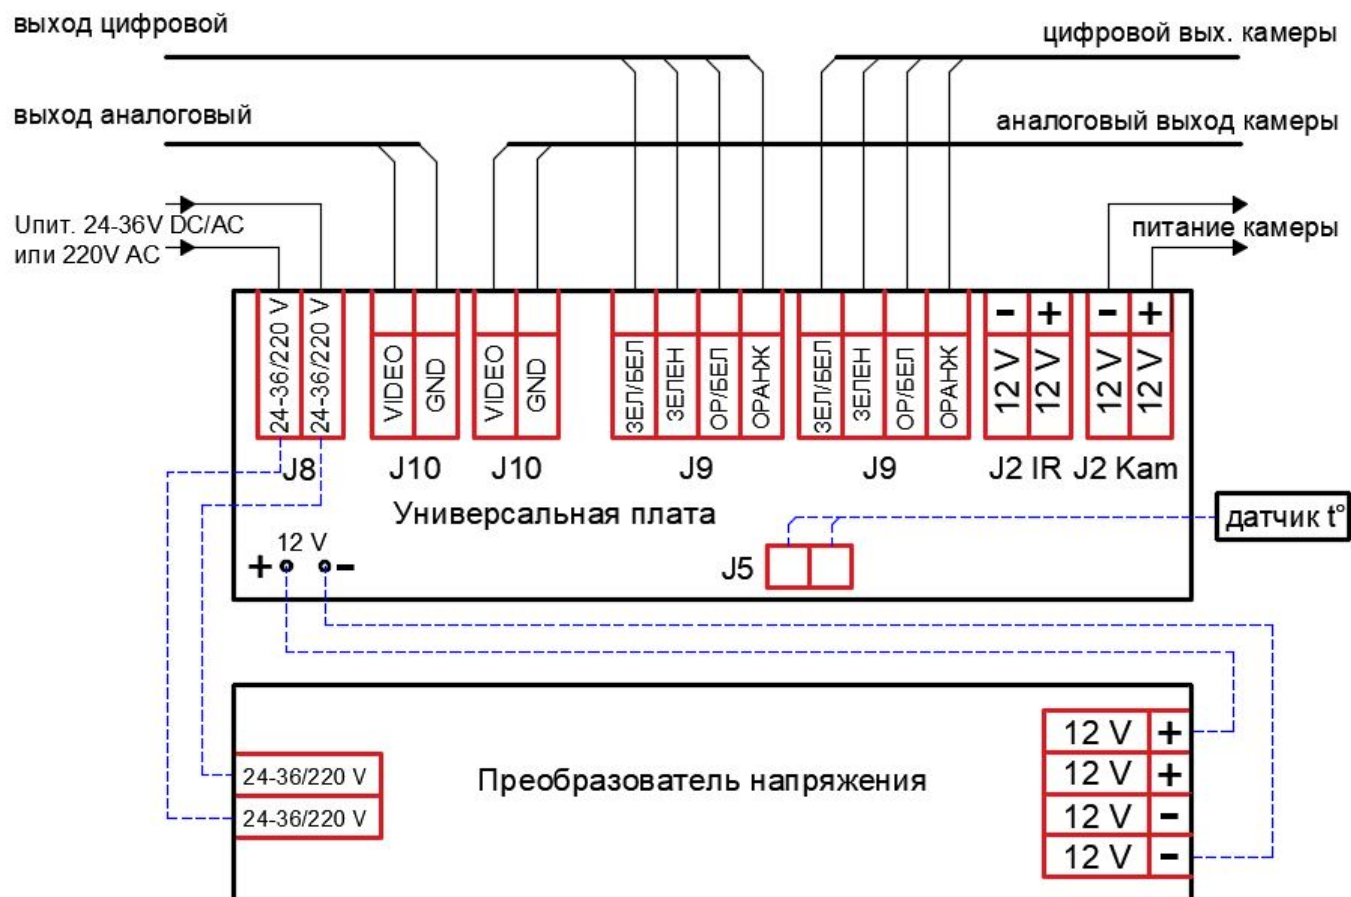 выход цифровой
цифровой вых. камеры
выход аналоговый
аналоговый выход камеры
Uпит. 24-36V DC/AC
или 220V AC
питание камеры
24-36/220 V
24-36/220 V
VIDEO
GND
VIDEO
GND
ЗЕЛ/БЕЛ
ЗЕЛЕН
ОР/БЕЛ
ОРАНЖ
ЗЕЛ/БЕЛ
ЗЕЛЕН
ОР/БЕЛ
ОРАНЖ
- +
12 V
12 V
- +
12 V
12 V
J8
J10
J10
J9
J9
J2 IR
J2 Kam
Универсальная плата
датчик t°
12 V
+ -
J5
12 V +
12 V +
12 V -
12 V -
24-36/220 V
24-36/220 V
Преобразователь напряжения